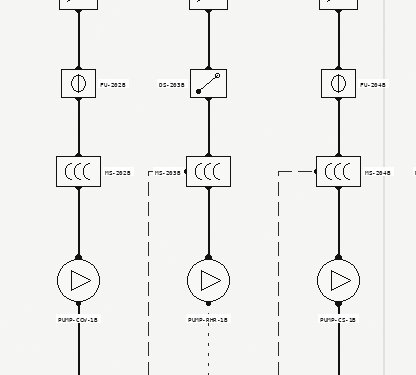 FU-202B
DS-203B
FU-204B
MS-202B
MS-203B
MS-204B
PUMP-CCW-1B
PUMP-RHR-1B
PUMP-CS-1B